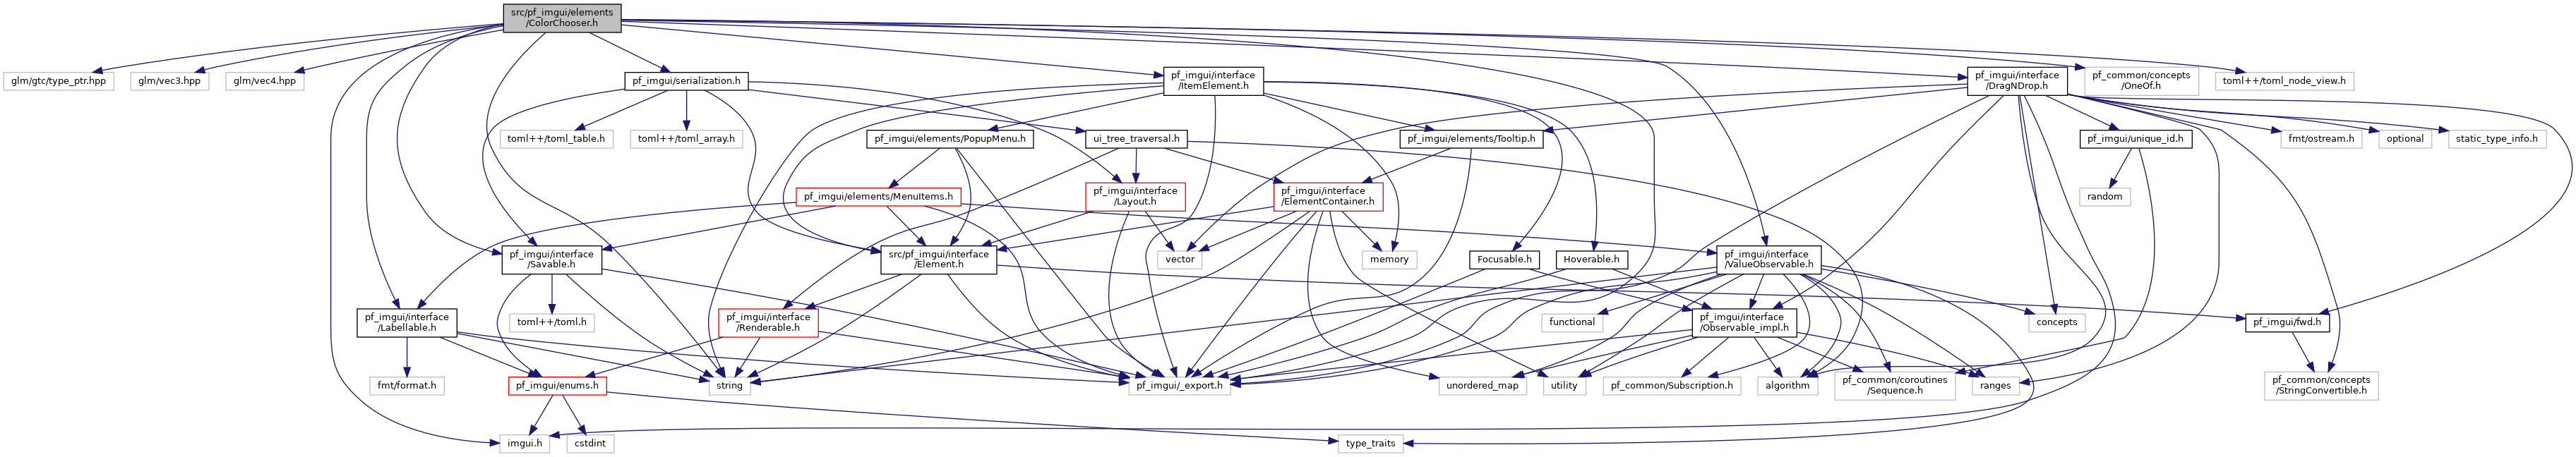 src/pf_imgui/elements
/ColorChooser.h
glm/gtc/type_ptr.hpp
glm/vec3.hpp
glm/vec4.hpp
pf_imgui/serialization.h
pf_imgui/interface
/ItemElement.h
pf_imgui/interface
/DragNDrop.h
pf_common/concepts
/OneOf.h
toml++/toml_node_view.h
toml++/toml_table.h
toml++/toml_array.h
pf_imgui/elements/PopupMenu.h
ui_tree_traversal.h
pf_imgui/elements/Tooltip.h
pf_imgui/unique_id.h
fmt/ostream.h
optional
static_type_info.h
pf_imgui/elements/MenuItems.h
pf_imgui/interface
/Layout.h
pf_imgui/interface
/ElementContainer.h
random
pf_imgui/interface
/Savable.h
src/pf_imgui/interface
/Element.h
vector
memory
Focusable.h
Hoverable.h
pf_imgui/interface
/ValueObservable.h
pf_imgui/interface
/Labellable.h
toml++/toml.h
pf_imgui/interface
/Renderable.h
functional
pf_imgui/interface
/Observable_impl.h
concepts
pf_imgui/fwd.h
fmt/format.h
pf_imgui/enums.h
string
pf_imgui/_export.h
unordered_map
utility
pf_common/Subscription.h
algorithm
pf_common/coroutines
/Sequence.h
ranges
pf_common/concepts
/StringConvertible.h
imgui.h
cstdint
type_traits